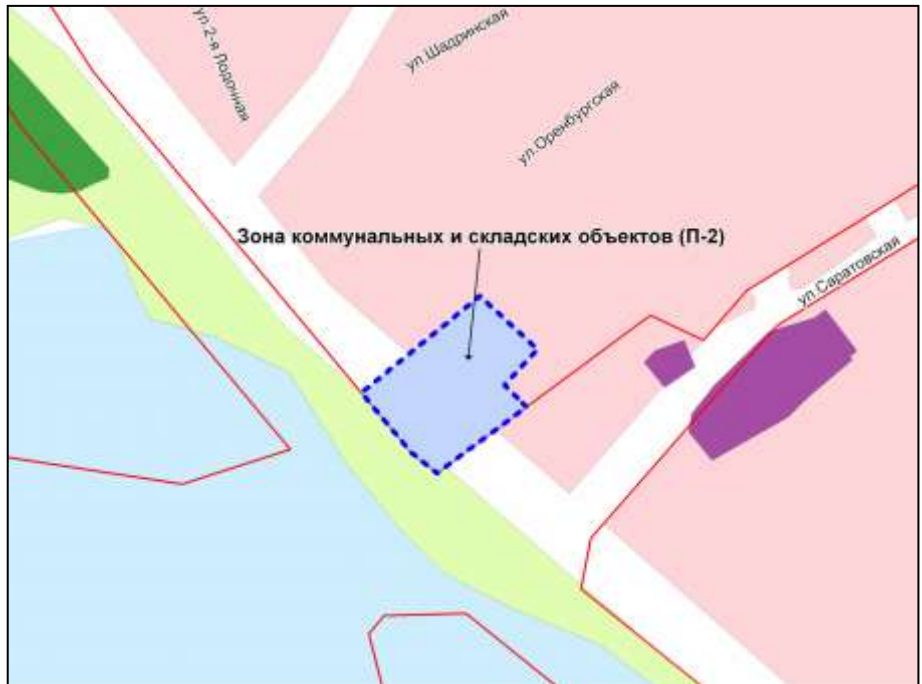 ул.2-я Лодочная
ул.Шадринская
ул.Оренбургская
Зона коммунальных и складских объектов (П-2)
ул.Саратовская